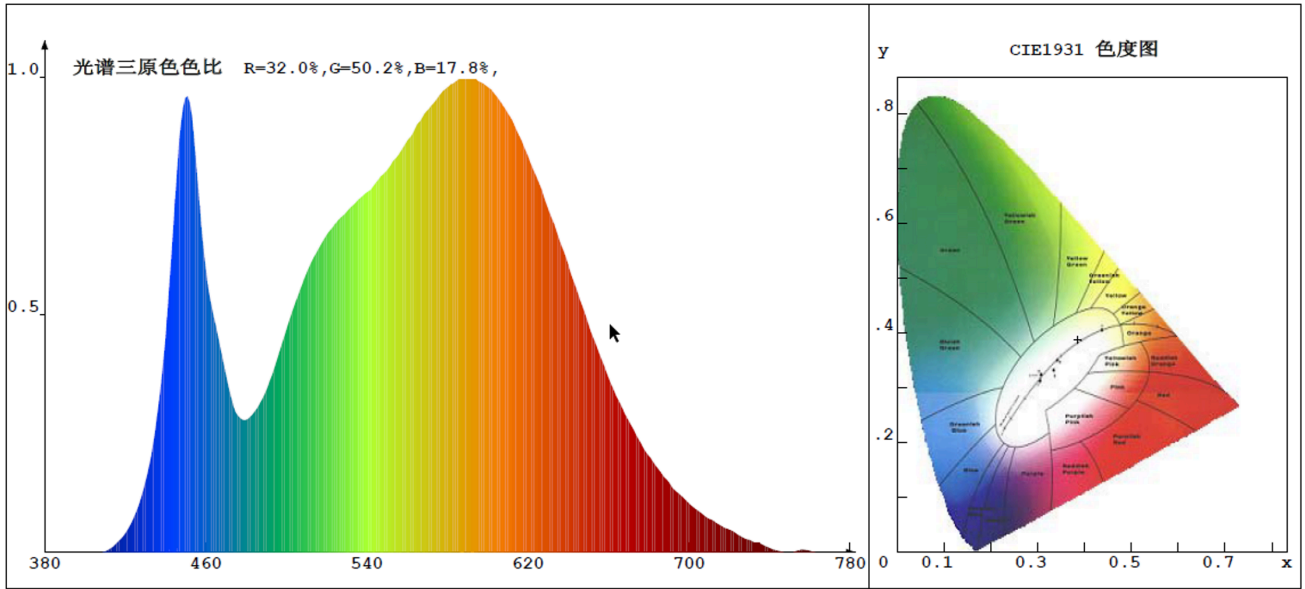 光谱三原色色比 R=32.0%,G=50.2%,B=17.8%,
1.0
0.5
380 460 540 620 700 780
CIE1931 色度图
y
.8
.6
.4
.2
0 0.1 0.3 0.5 0.7 x
Yellowish
Green
Green
Yellow
Green
Greenish
Yellow
Yellow
Orange
Yellow
Orange
Bluish
Green
Yellowish
Pink
Reddish
Orange
Pink
Red
Purplish
Pink
Greenish
Blue
Purplish
Red
Blue
Purple
Reddish
Purple